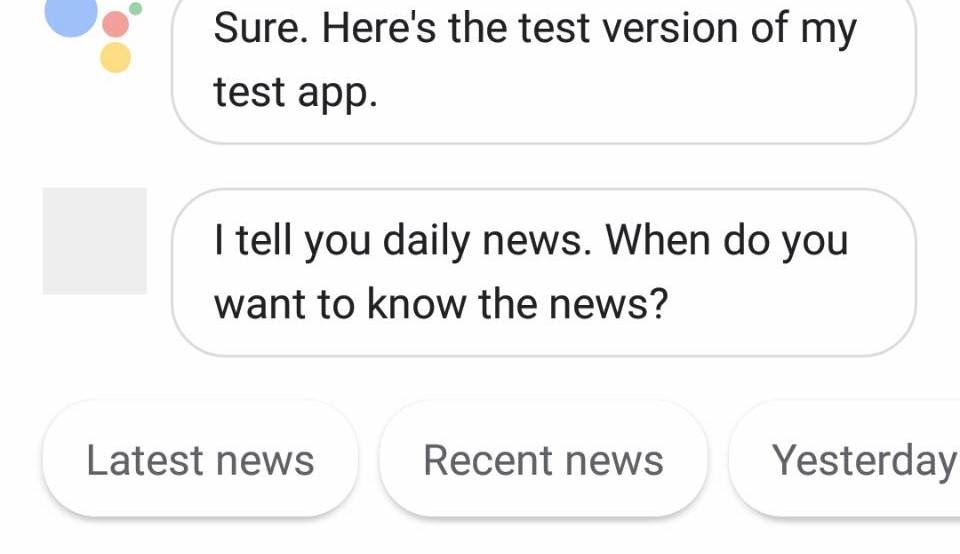 Sure. Here's the test version of my
test app.
I tell you daily news. When do you
want to know the news?
Latest news
Recent news
Yesterday